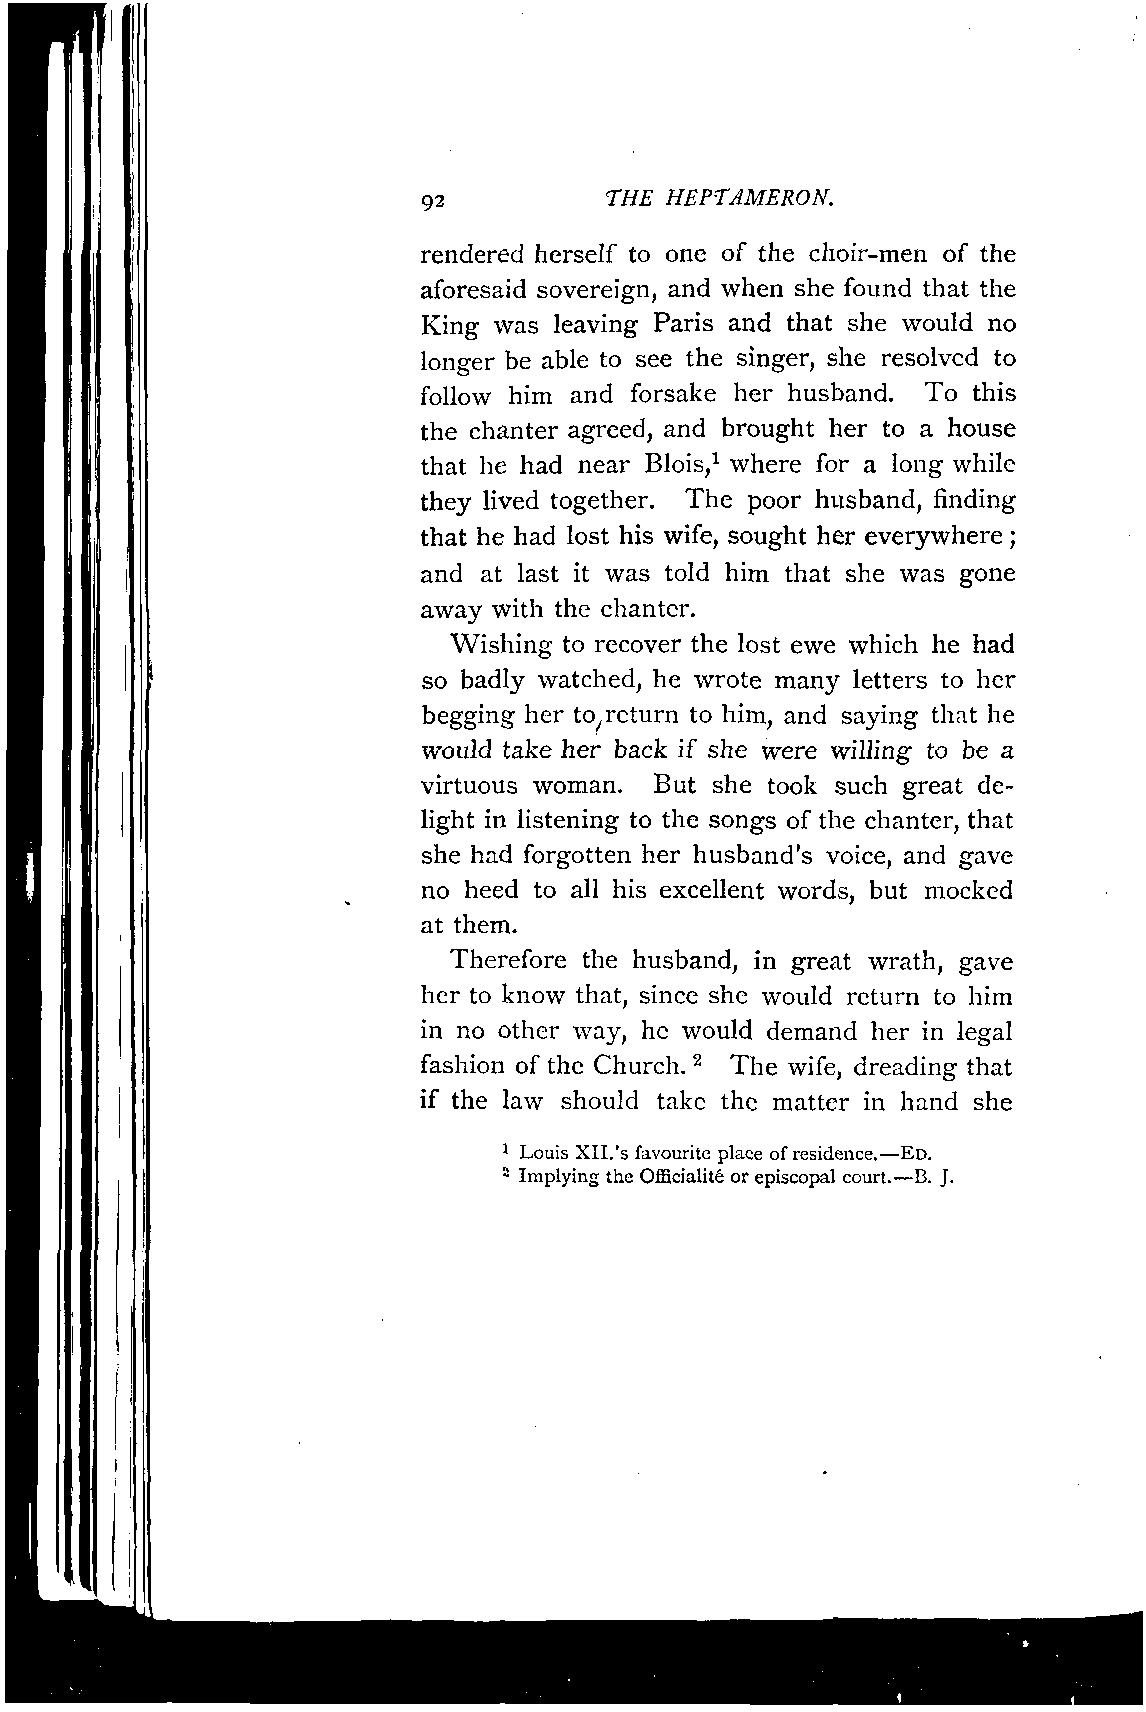 92 THE HEPTAMERON.
rendered herself to one of the choir-men of the
aforesaid sovereign, and when she found that the
King was leaving Paris and that she would no
longer be able to see the singer, she resolved to
follow him and forsake her husband. To this
the chanter agreed, and brought her to a house
that he had near Blois,¹ where for a long while
they lived together. The poor husband, finding
that he had lost his wife, sought her everywhere ;
and at last it was told him that she was gone
away with the chanter.
Wishing to recover the lost ewe which he had
so badly watched, he wrote many letters to her
begging her to return to him, and saying that he
would take her back if she were willing to be a
virtuous woman. But she took such great de-
light in listening to the songs of the chanter, that
she had forgotten her husband's voice, and gave
no heed to all his excellent words, but mocked
at them.
Therefore the husband, in great wrath, gave
her to know that, since she would return to him
in no other way, he would demand her in legal
fashion of the Church. ² The wife, dreading that
if the law should take the matter in hand she
¹ Louis XII.'s favourite place of residence.—ED.
² Implying the Officialité or episcopal court.—B. J.